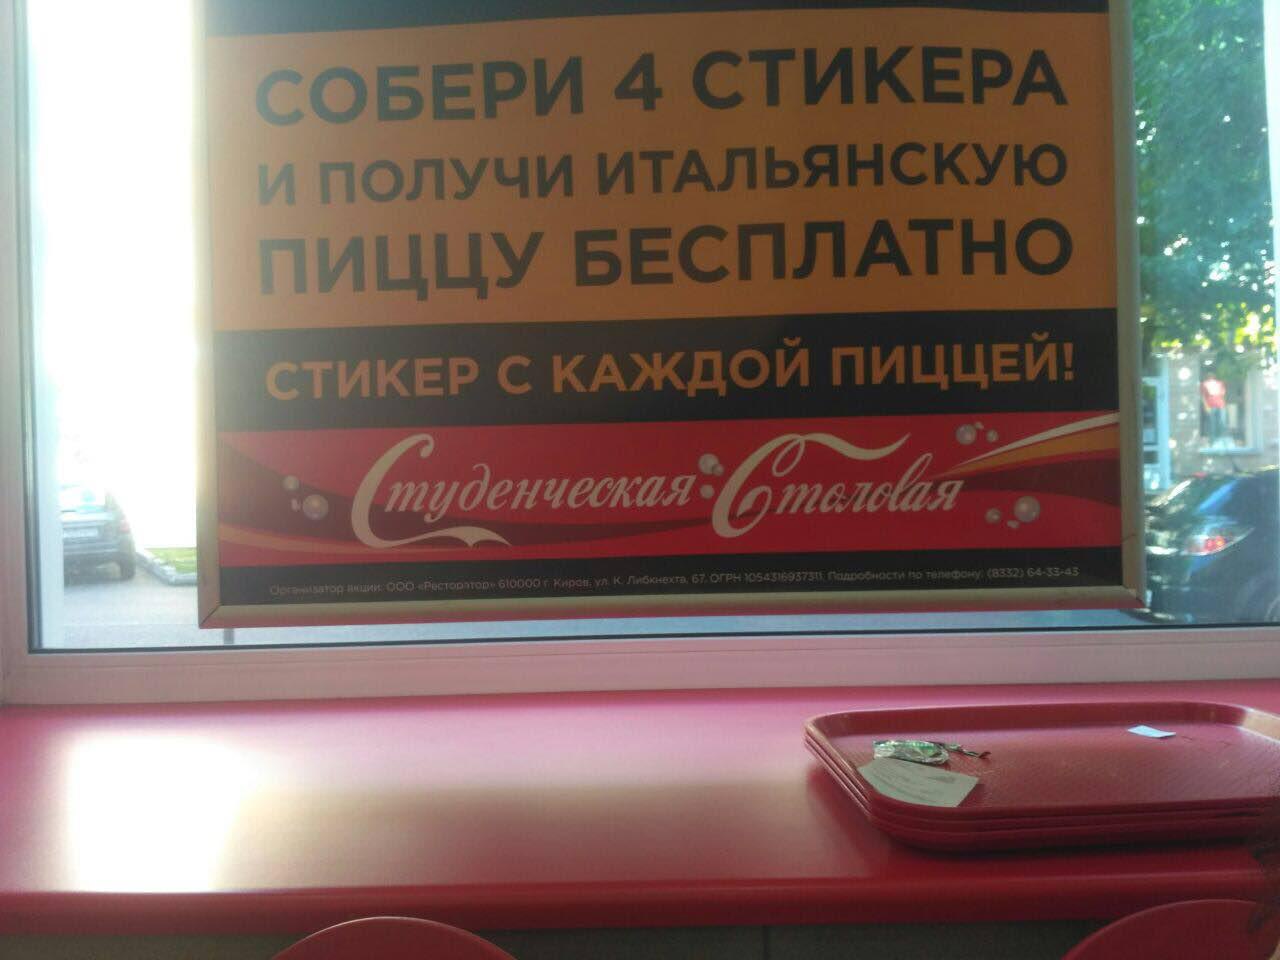 СОБЕРИ 4 СТИКЕРА
И ПОЛУЧИ ИТАЛЬЯНСКУЮ
ПИЦЦУ БЕСПЛАТНО
СТИКЕР С КАЖДОЙ ПИЦЦЕЙ!
Студенческая Столовая
Организатор акции: ООО «Ресторатор» 610000 г. Киров, ул. К. Либкнехта, 67. ОГРН 1054316937311. Подробности по телефону: (8332) 64-33-43